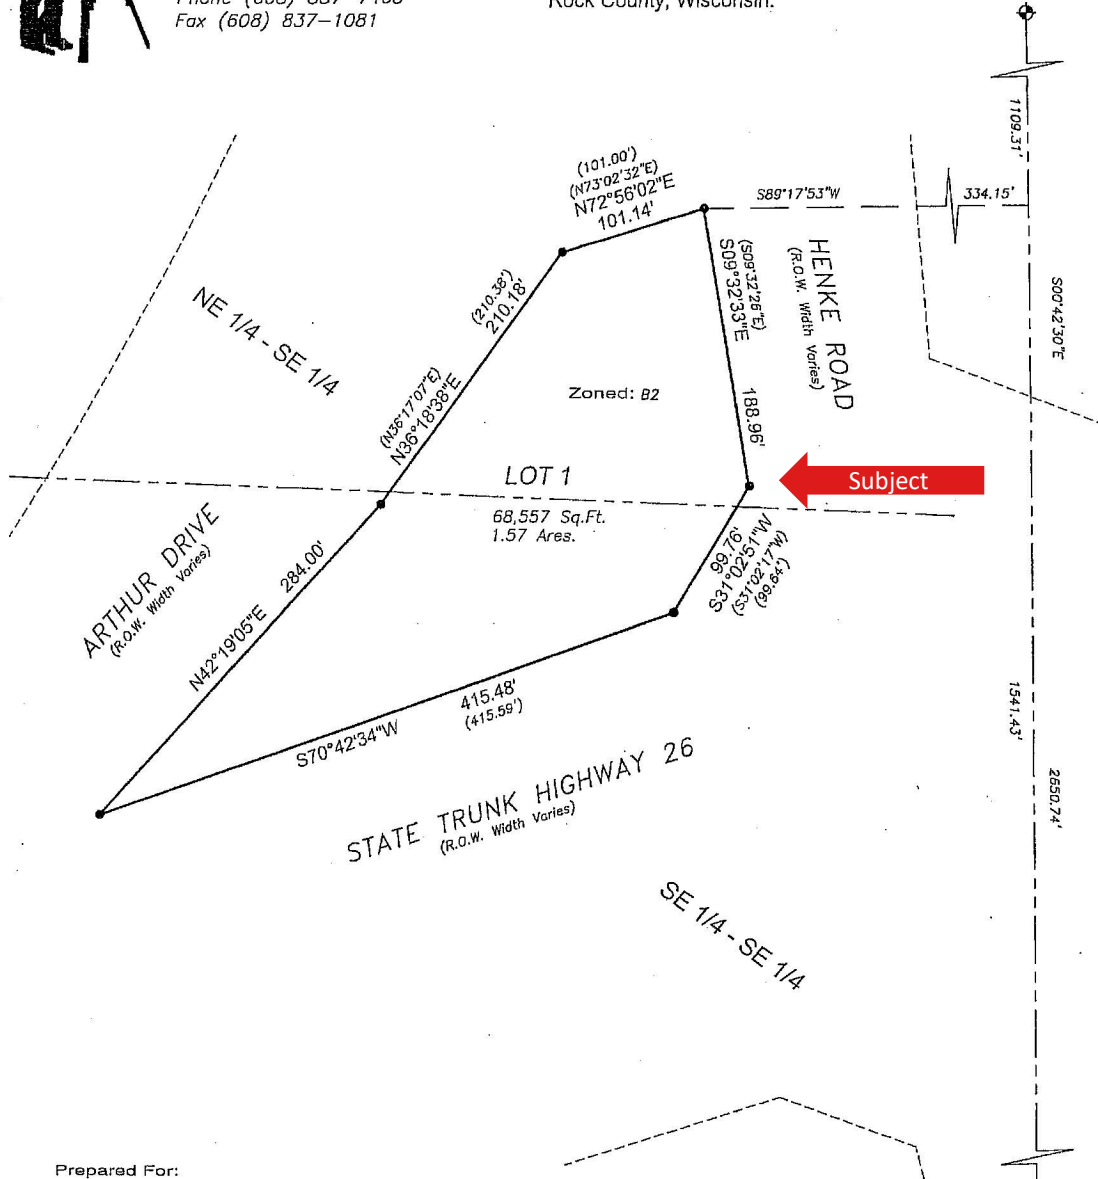 Fax (608) 837-1081
Rock County, Wisconsin.
1109.31'
(101.00')
(N73°02'32"E)
N72°56'02"E
101.14'
S89°17'53"W
334.15'
(S09°32'26"E)
S09°32'33"E
188.96'
HENKE ROAD
(R.O.W. Width Varies)
S00°42'30"E
(210.38')
210.18'
NE 1/4 - SE 1/4
(N36°17'07"E)
N36°18'38"E
Zoned: B2
LOT 1
68,557 Sq.Ft.
1.57 Ares.
Subject
99.76'
S31°02'51"W
(S31°02'17"W)
(99.64')
ARTHUR DRIVE
(R.O.W. Width Varies)
284.00'
N42°19'05"E
415.48'
(415.59')
S70°42'34"W
STATE TRUNK HIGHWAY 26
(R.O.W. Width Varies)
1541.43'
2650.74'
SE 1/4 - SE 1/4
Prepared For: